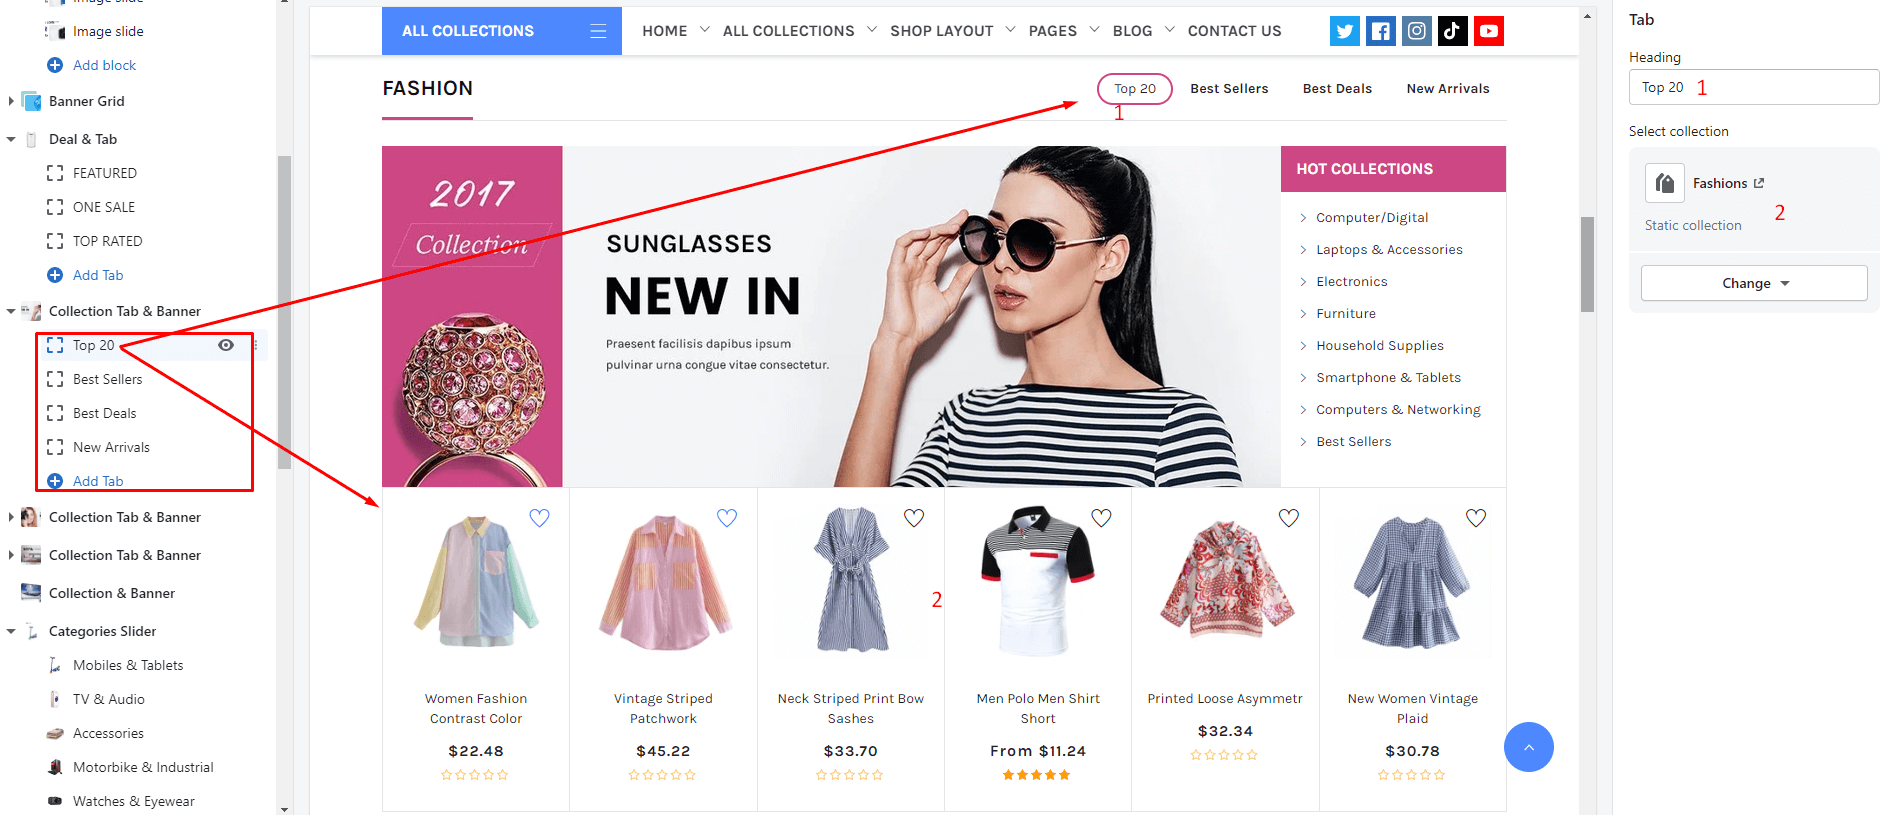 Image slide
Image slide
Add block
Banner Grid
Deal & Tab
FEATURED
ONE SALE
TOP RATED
Add Tab
Collection Tab & Banner
Top 20
Best Sellers
Best Deals
New Arrivals
Add Tab
Collection Tab & Banner
Collection Tab & Banner
Collection & Banner
Categories Slider
Mobiles & Tablets
TV & Audio
Accessories
Motorbike & Industrial
Watches & Eyewear
ALL COLLECTIONS
HOME ALL COLLECTIONS SHOP LAYOUT PAGES BLOG CONTACT US
FASHION
Top 20 Best Sellers Best Deals New Arrivals
1
2017
Collection
SUNGLASSES
NEW IN
Praesent facilisis dapibus ipsum
pulvinar urna congue vitae consectetur.
HOT COLLECTIONS
Computer/Digital
Laptops & Accessories
Electronics
Furniture
Household Supplies
Smartphone & Tablets
Computers & Networking
Best Sellers
Women Fashion
Contrast Color
$22.48
Vintage Striped
Patchwork
$45.22
Neck Striped Print Bow
Sashes
$33.70
2
Men Polo Men Shirt
Short
From $11.24
Printed Loose Asymmetr
$32.34
New Women Vintage
Plaid
$30.78
Tab
Heading
Top 20 1
Select collection
Fashions
2
Static collection
Change